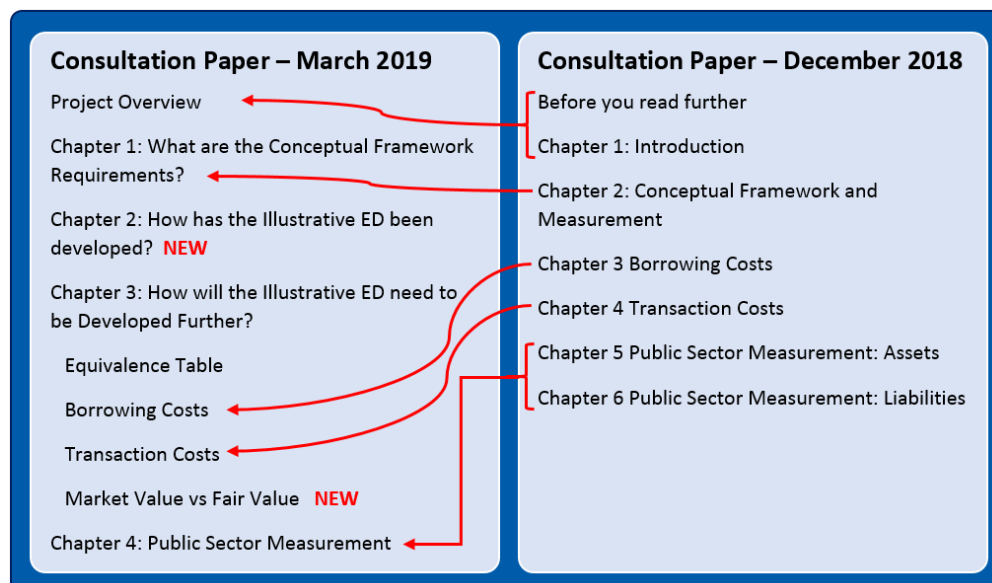 Consultation Paper – March 2019
Project Overview
Chapter 1: What are the Conceptual Framework
Requirements?
Chapter 2: How has the Illustrative ED been
developed? NEW
Chapter 3: How will the Illustrative ED need to
be Developed Further?
Equivalence Table
Borrowing Costs
Transaction Costs
Market Value vs Fair Value NEW
Chapter 4: Public Sector Measurement
Consultation Paper – December 2018
Before you read further
Chapter 1: Introduction
Chapter 2: Conceptual Framework and
Measurement
Chapter 3 Borrowing Costs
Chapter 4 Transaction Costs
Chapter 5 Public Sector Measurement: Assets
Chapter 6 Public Sector Measurement: Liabilities